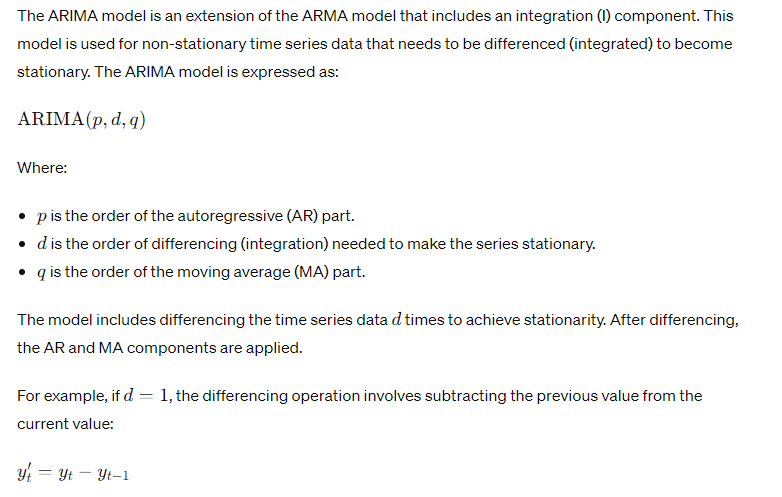 The ARIMA model is an extension of the ARMA model that includes an integration (I) component. This
model is used for non-stationary time series data that needs to be differenced (integrated) to become
stationary. The ARIMA model is expressed as:
ARIMA(p, d, q)
Where:
• p is the order of the autoregressive (AR) part.
• d is the order of differencing (integration) needed to make the series stationary.
• q is the order of the moving average (MA) part.
The model includes differencing the time series data d times to achieve stationarity. After differencing,
the AR and MA components are applied.
For example, if d = 1, the differencing operation involves subtracting the previous value from the
current value:
y′ₜ = yₜ − yₜ₋₁